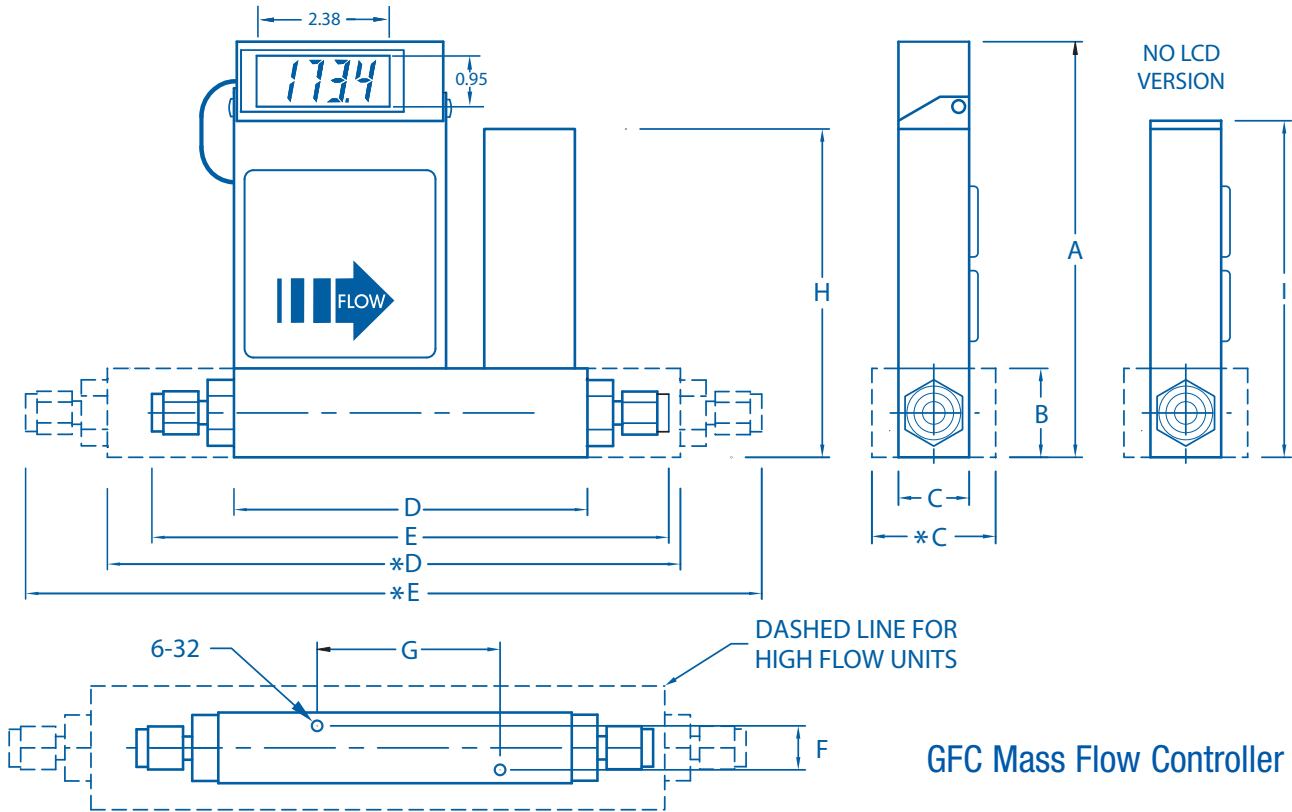 2.38
173.4
0.95
NO LCD
VERSION
A
H
I
FLOW
B
D
C
E
*C
*D
*E
DASHED LINE FOR
HIGH FLOW UNITS
6-32
G
F
GFC Mass Flow Controller